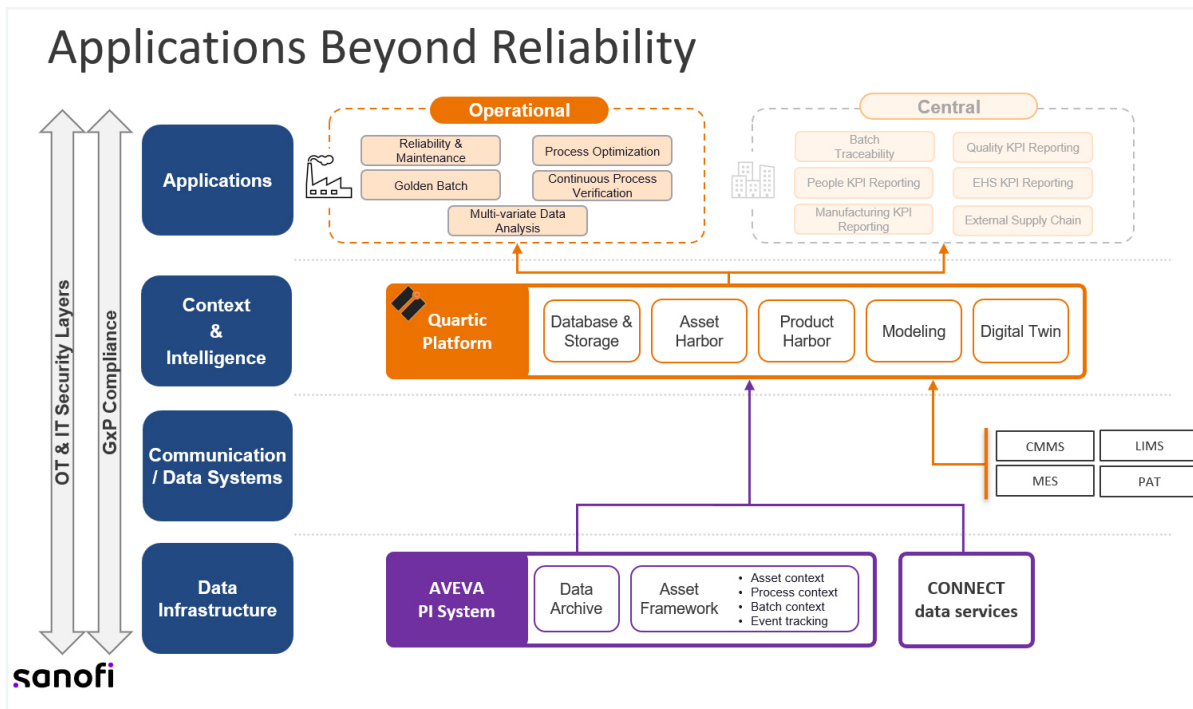 Applications Beyond Reliability
OT & IT Security Layers
GxP Compliance
Applications
Operational
Reliability &
Maintenance
Process Optimization
Golden Batch
Continuous Process
Verification
Multi-variate Data
Analysis
Central
Batch
Traceability
Quality KPI Reporting
People KPI Reporting
EHS KPI Reporting
Manufacturing KPI
Reporting
External Supply Chain
Context
&
Intelligence
Quartic
Platform
Database &
Storage
Asset
Harbor
Product
Harbor
Modeling
Digital Twin
Communication
/ Data Systems
CMMS
LIMS
MES
PAT
Data
Infrastructure
AVEVA
PI System
Data
Archive
Asset
Framework
• Asset context
• Process context
• Batch context
• Event tracking
CONNECT
data services
sanofi